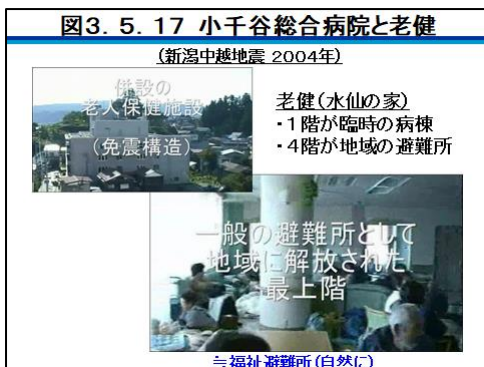 図3. 5. 17 小千谷総合病院と老健
(新潟中越地震 2004年)
併設の
老人保健施設
(免震構造)
老健(水仙の家)
・1階が臨時の病棟
・4階が地域の避難所
一般の避難所として
地域に解放された
最上階
≒福祉避難所(自然に)